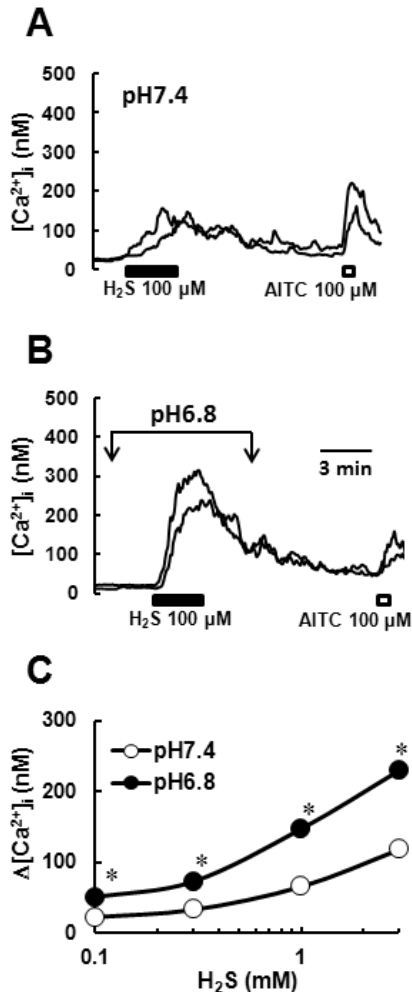 A
500
400
300
200
100
0
[Ca²⁺]ᵢ (nM)
pH7.4
H₂S 100 µM
AITC 100 µM
B
500
400
300
200
100
0
[Ca²⁺]ᵢ (nM)
pH6.8
3 min
H₂S 100 µM
AITC 100 µM
C
300
200
100
0
Δ[Ca²⁺]ᵢ (nM)
pH7.4
pH6.8
*
*
*
*
0.1
1
H₂S (mM)